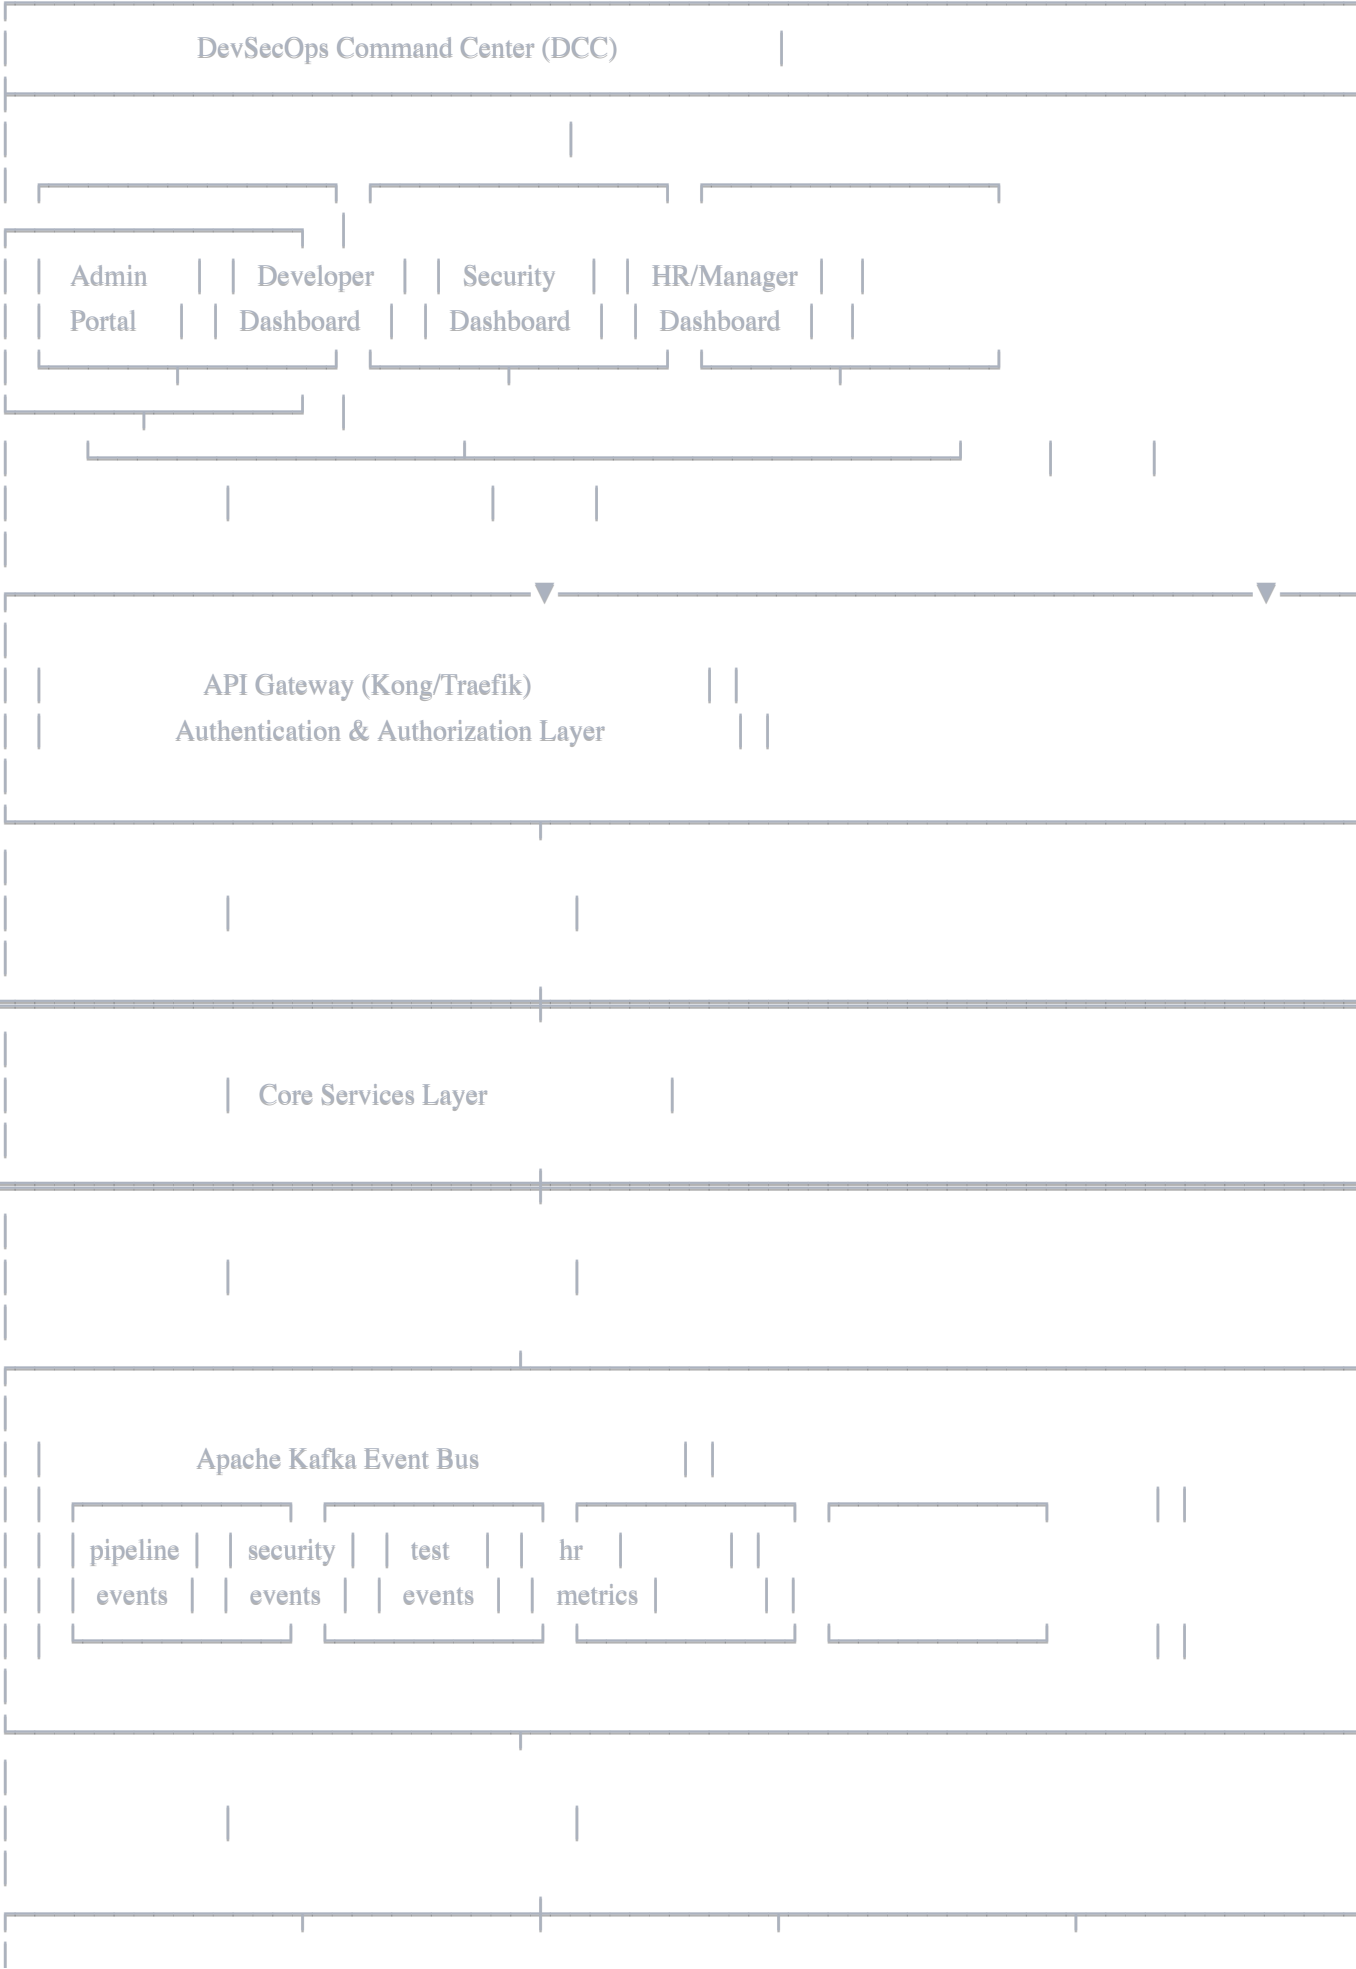 DevSecOps Command Center (DCC)
Admin Developer Security HR/Manager
Portal Dashboard Dashboard Dashboard
API Gateway (Kong/Traefik)
Authentication & Authorization Layer
Core Services Layer
Apache Kafka Event Bus
pipeline security test hr
events events events metrics